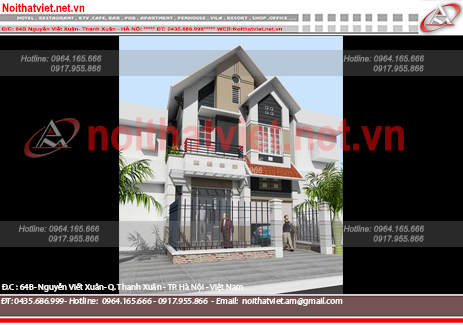 Noithatviet.net.vn
HOTEL . RESTAURANT . KTV .CAFE. BAR . PUB . APARTMENT . PENHOUSE . VILA . RESORT . SHOP .OFFICE ...
Đ/C: 64B Nguyễn Viết Xuân- Thanh Xuân - HÀ NỘI ***** ĐT: 0435.686.999***** WEB:Noithatviet.net.vn
Hotline: 0964.165.666
0917.955.866
Hotline: 0964.165.666
0917.955.866
noithatviet.net.vn
Hotline: 0964.165.666
0917.955.866
Hotline: 0964.165.666
0917.955.866
Đ.C : 64B- Nguyễn Viết Xuân- Q.Thanh Xuân - TP. Hà Nội - Việt Nam
ĐT:0435.686.999- Hotline: 0964.165.666 - 0917.955.866 - Email: noithatviet.am@gmail.com